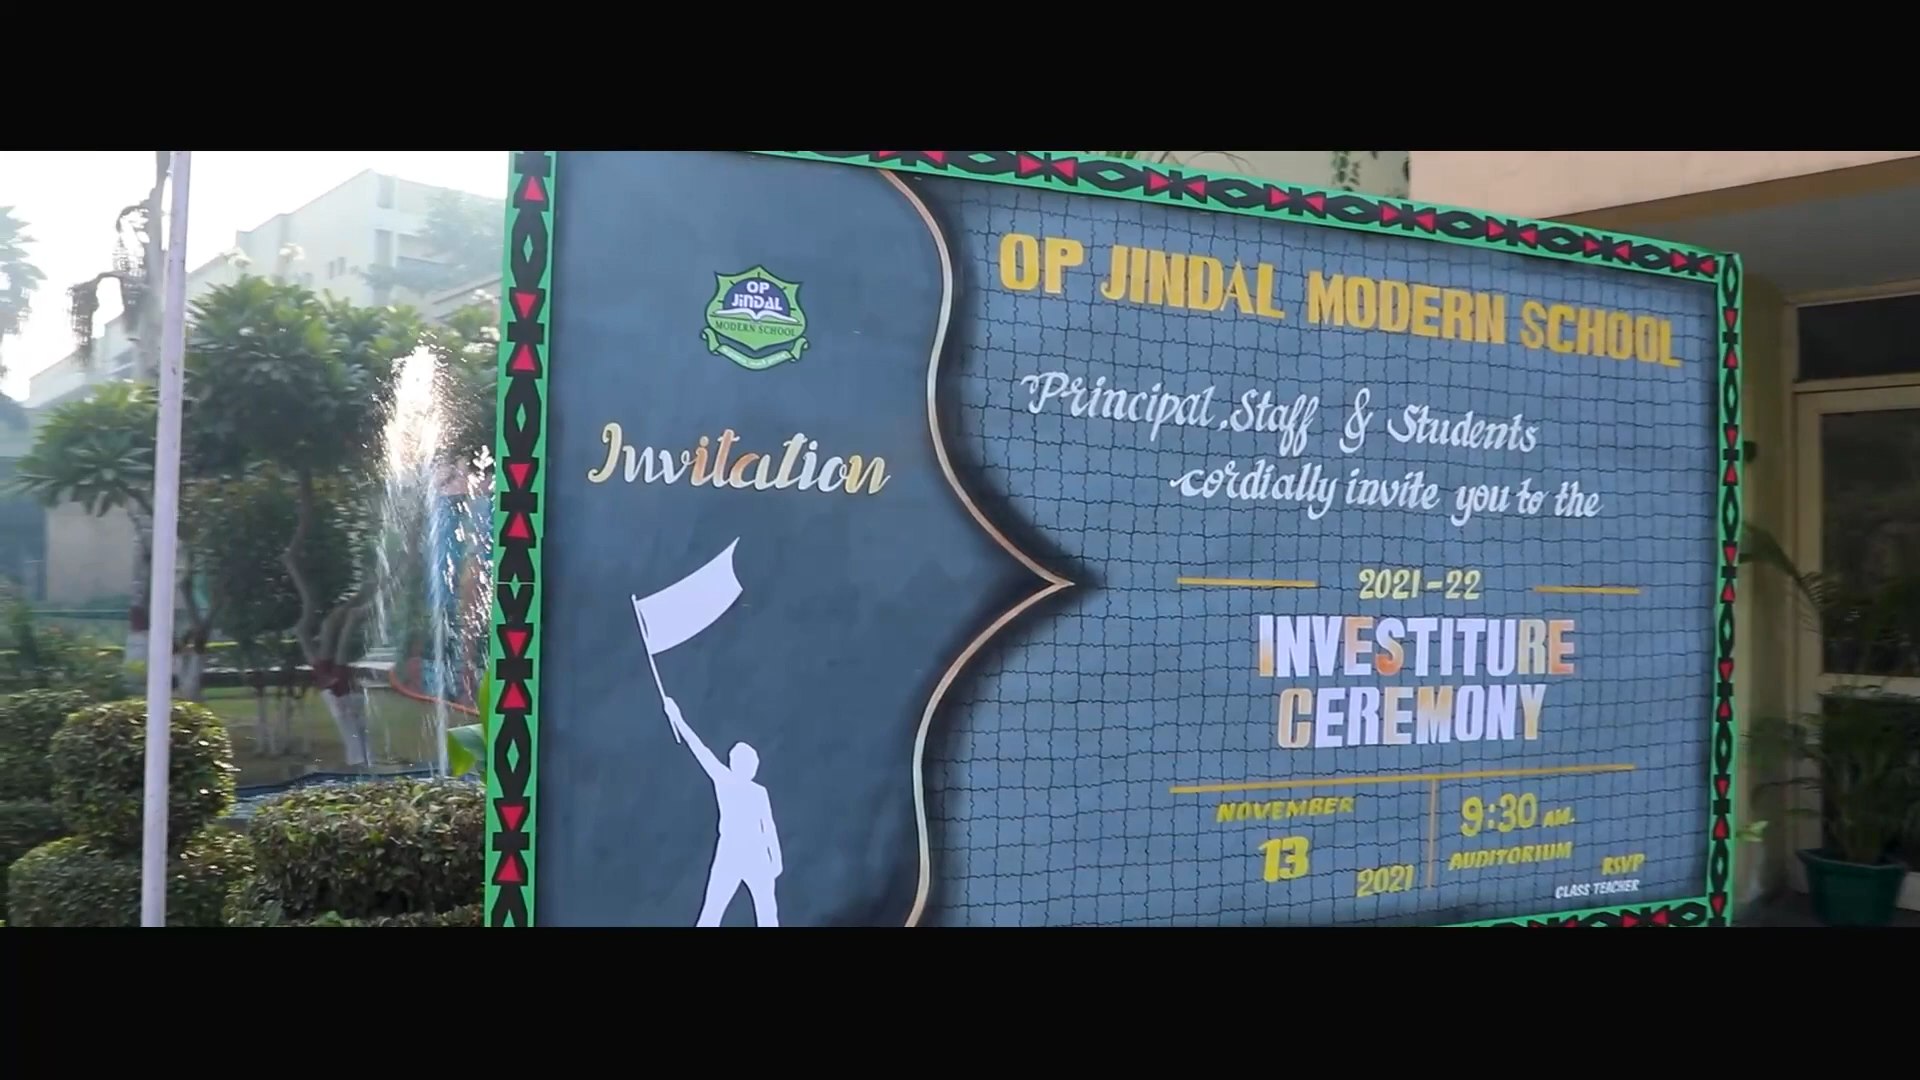 OP
JINDAL
MODERN SCHOOL
Invitation
OP JINDAL MODERN SCHOOL
Principal, Staff & Students
cordially invite you to the
2021-22
INVESTITURE
CEREMONY
NOVEMBER
13
2021
9:30 AM.
AUDITORIUM
RSVP
CLASS TEACHER